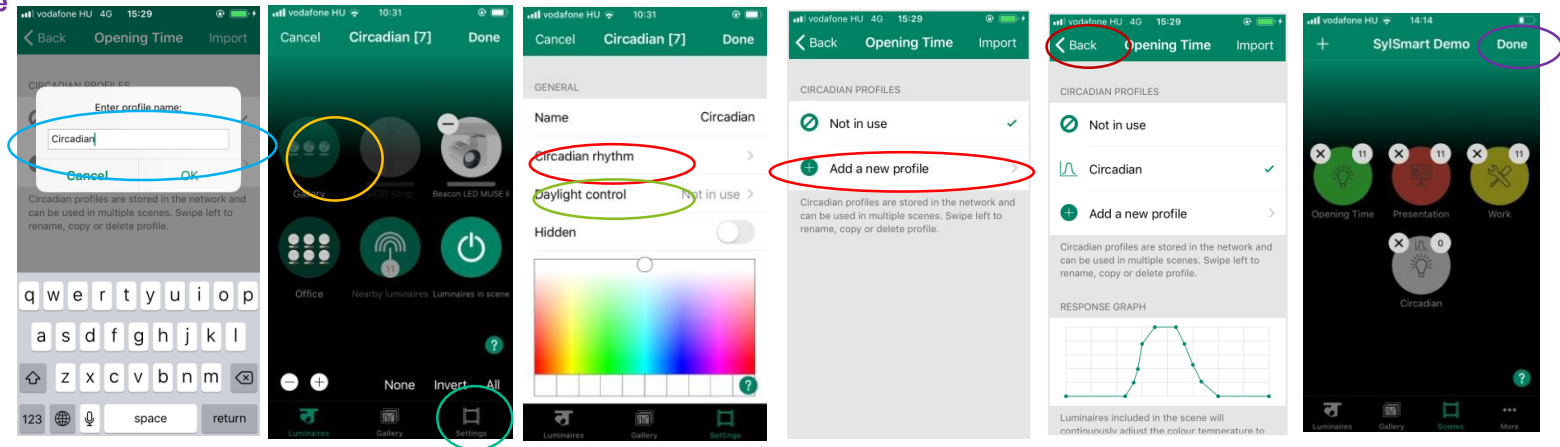 e
vodafone HU 4G 15:29
Back Opening Time Import
CIRCADIAN PROFILES
Enter profile name:
Circadian
Cancel OK
Circadian profiles are stored in the network and
can be used in multiple scenes. Swipe left to
rename, copy or delete profile.
q w e r t y u i o p
a s d f g h j k l
z x c v b n m
123 space return
vodafone HU 10:31
Cancel Circadian [7] Done
Gallery RGB Strip Beacon LED MUSE II
11
Office Nearby luminaires Luminaires in scene
?
None Invert All
Luminaires Gallery Settings
vodafone HU 10:31
Cancel Circadian [7] Done
GENERAL
Name Circadian
Circadian rhythm
Daylight control Not in use
Hidden
?
Luminaires Gallery Settings
vodafone HU 4G 15:29
Back Opening Time Import
CIRCADIAN PROFILES
Not in use
Add a new profile
Circadian profiles are stored in the network and
can be used in multiple scenes. Swipe left to
rename, copy or delete profile.
vodafone HU 4G 15:29
Back Opening Time Import
CIRCADIAN PROFILES
Not in use
Circadian
Add a new profile
Circadian profiles are stored in the network and
can be used in multiple scenes. Swipe left to
rename, copy or delete profile.
RESPONSE GRAPH
Luminaires included in the scene will
continuously adjust the colour temperature to
vodafone HU 14:14
+ SylSmart Demo Done
11 11 11
Opening Time Presentation Work
0
Circadian
?
Luminaires Gallery Scenes More